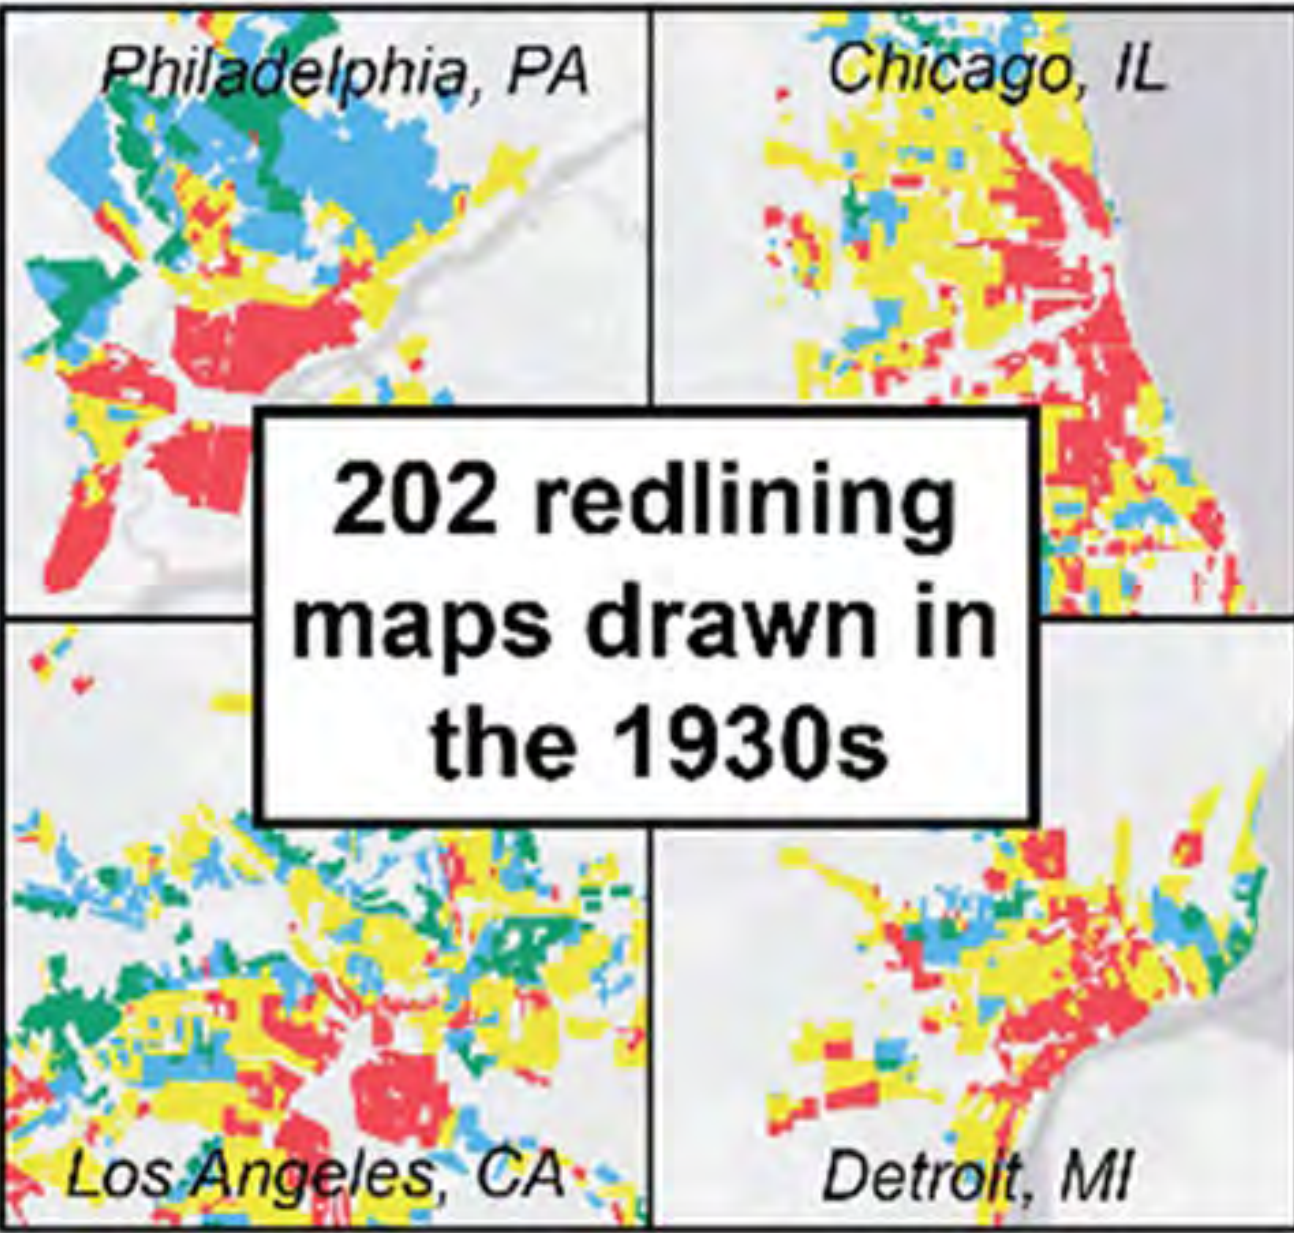 Philadelphia, PA
Chicago, IL
202 redlining
maps drawn in
the 1930s
Los Angeles, CA
Detroit, MI